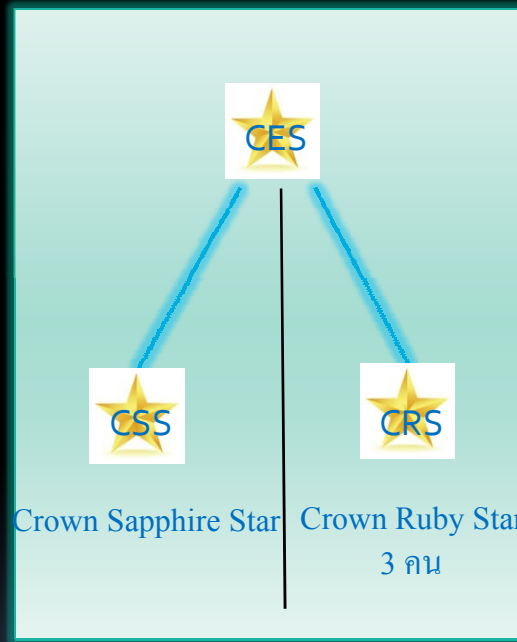 CES
CSS
CRS
Crown Sapphire Star
Crown Ruby Star
3 คน